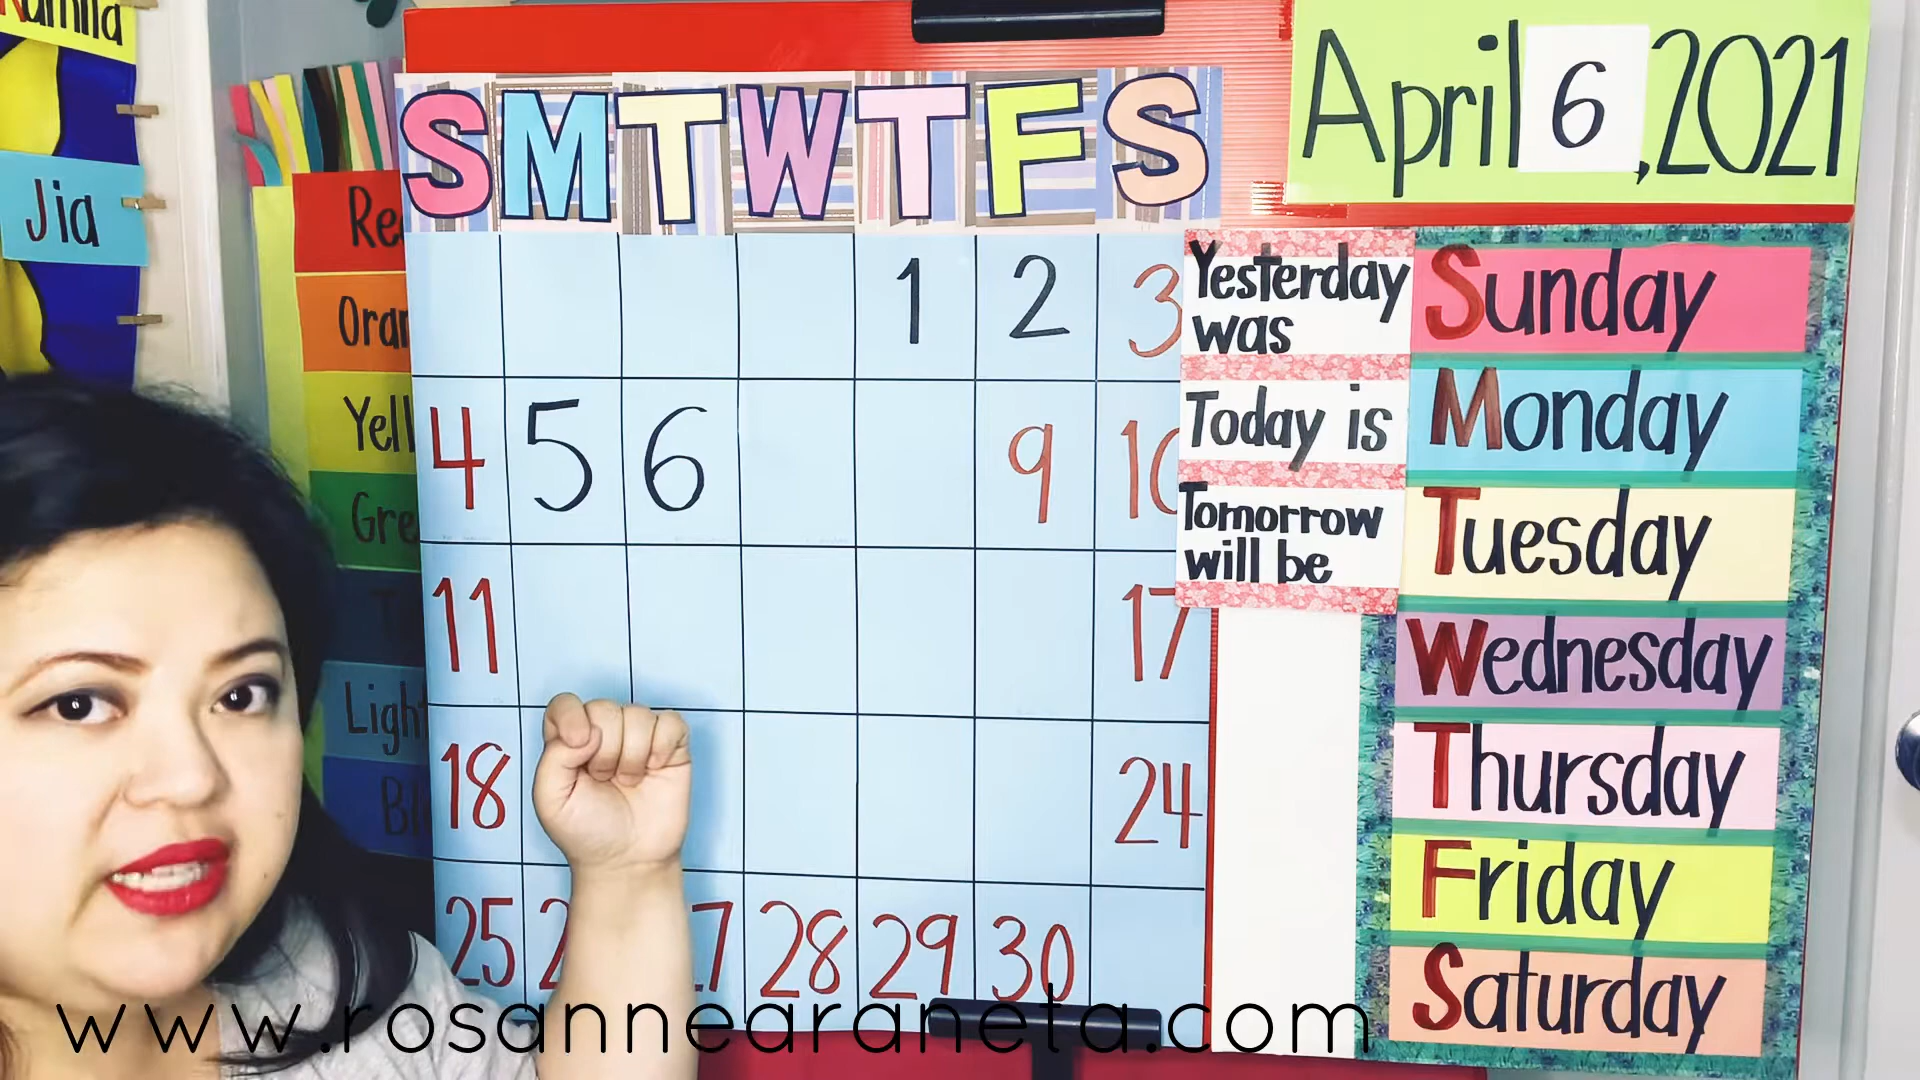 Jia
Red
S M T W T F S
1 2 3
4 5 6 9 10
11 17
18 24
25 28 29 30
April 6, 2021
Yesterday was
Today is
Tomorrow will be
Sunday
Monday
Tuesday
Wednesday
Thursday
Friday
Saturday
www.rosannearaneta.com